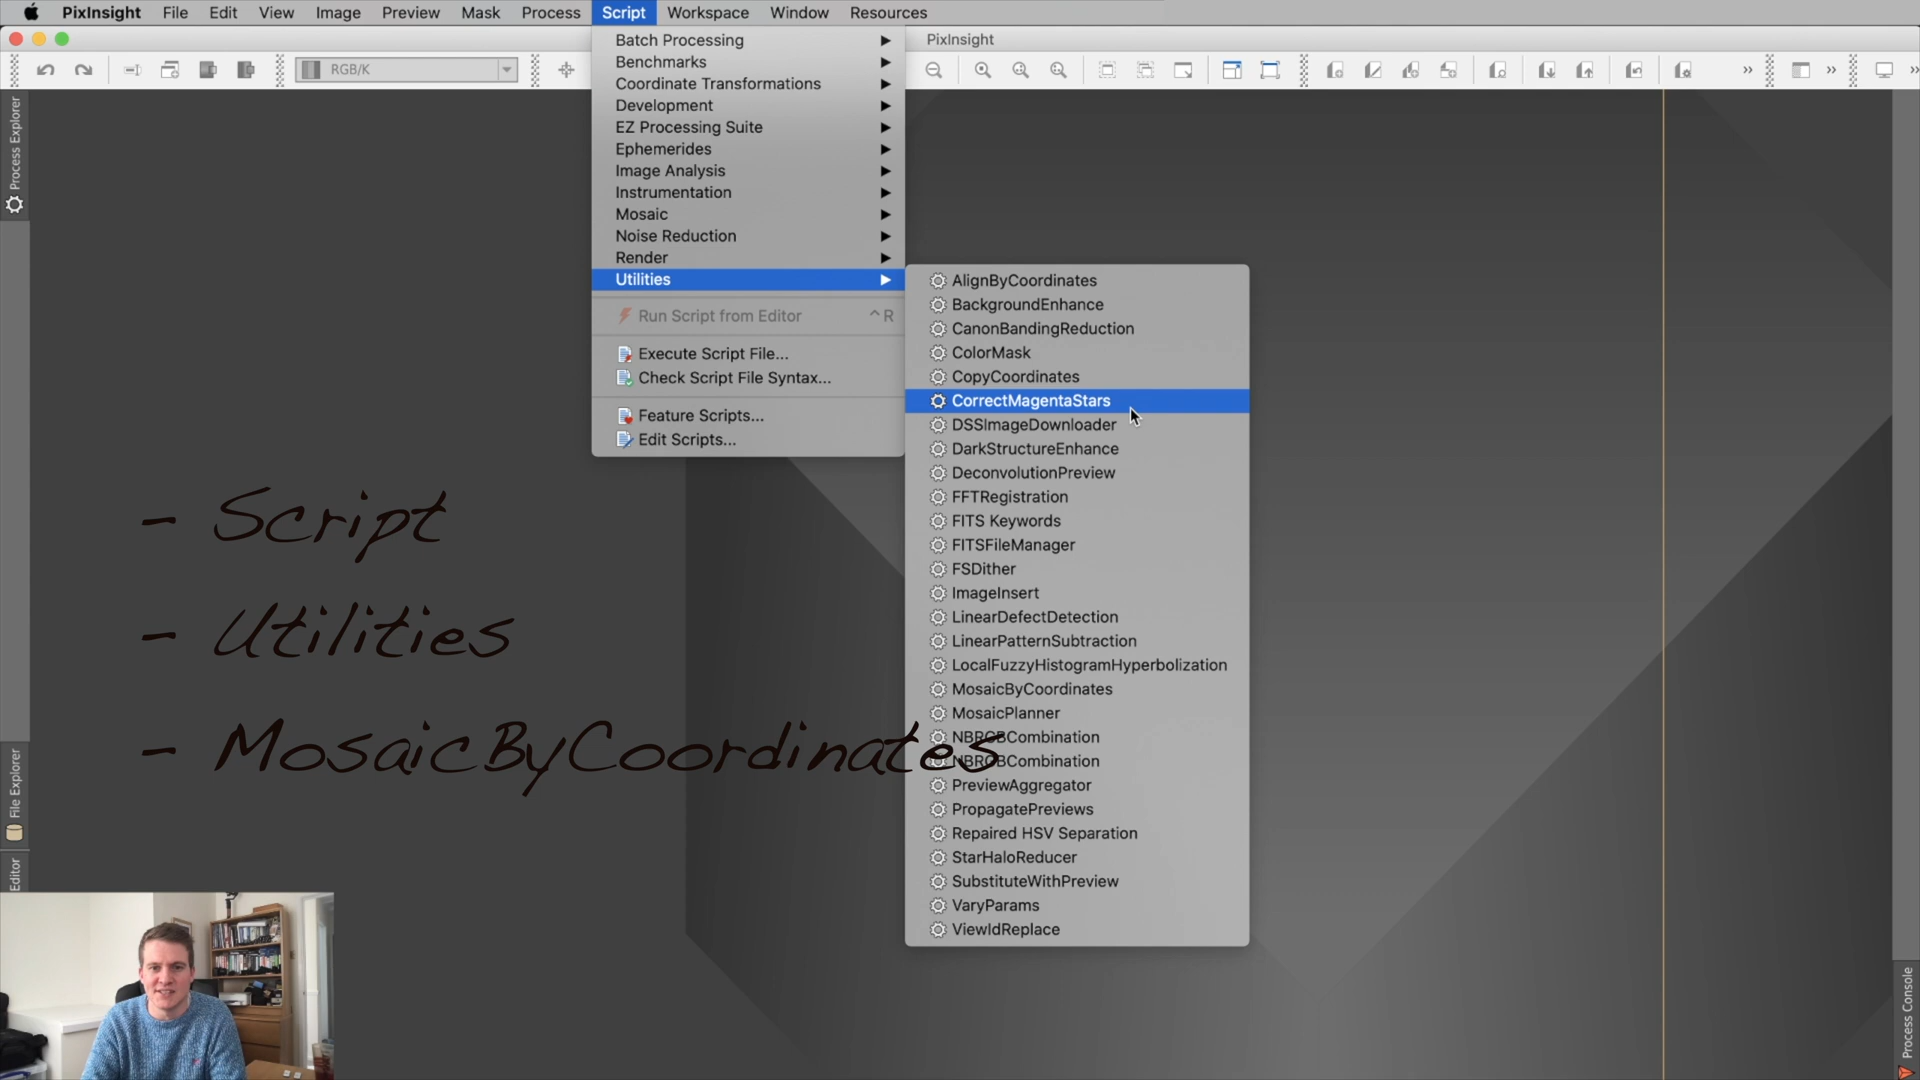 PixInsight File Edit View Image Preview Mask Process Script Workspace Window Resources
PixInsight
RGB/K
Process Explorer
File Explorer
Editor
Process Console
Batch Processing
Benchmarks
Coordinate Transformations
Development
EZ Processing Suite
Ephemerides
Image Analysis
Instrumentation
Mosaic
Noise Reduction
Render
Utilities
Run Script from Editor ^R
Execute Script File...
Check Script File Syntax...
Feature Scripts...
Edit Scripts...
AlignByCoordinates
BackgroundEnhance
CanonBandingReduction
ColorMask
CopyCoordinates
CorrectMagentaStars
DSSImageDownloader
DarkStructureEnhance
DeconvolutionPreview
FFTRegistration
FITS Keywords
FITSFileManager
FSDither
ImageInsert
LinearDefectDetection
LinearPatternSubtraction
LocalFuzzyHistogramHyperbolization
MosaicByCoordinates
MosaicPlanner
NBRGBCombination
NBRGBCombination
PreviewAggregator
PropagatePreviews
Repaired HSV Separation
StarHaloReducer
SubstituteWithPreview
VaryParams
ViewIdReplace
- Script
- Utilities
- MosaicByCoordinates